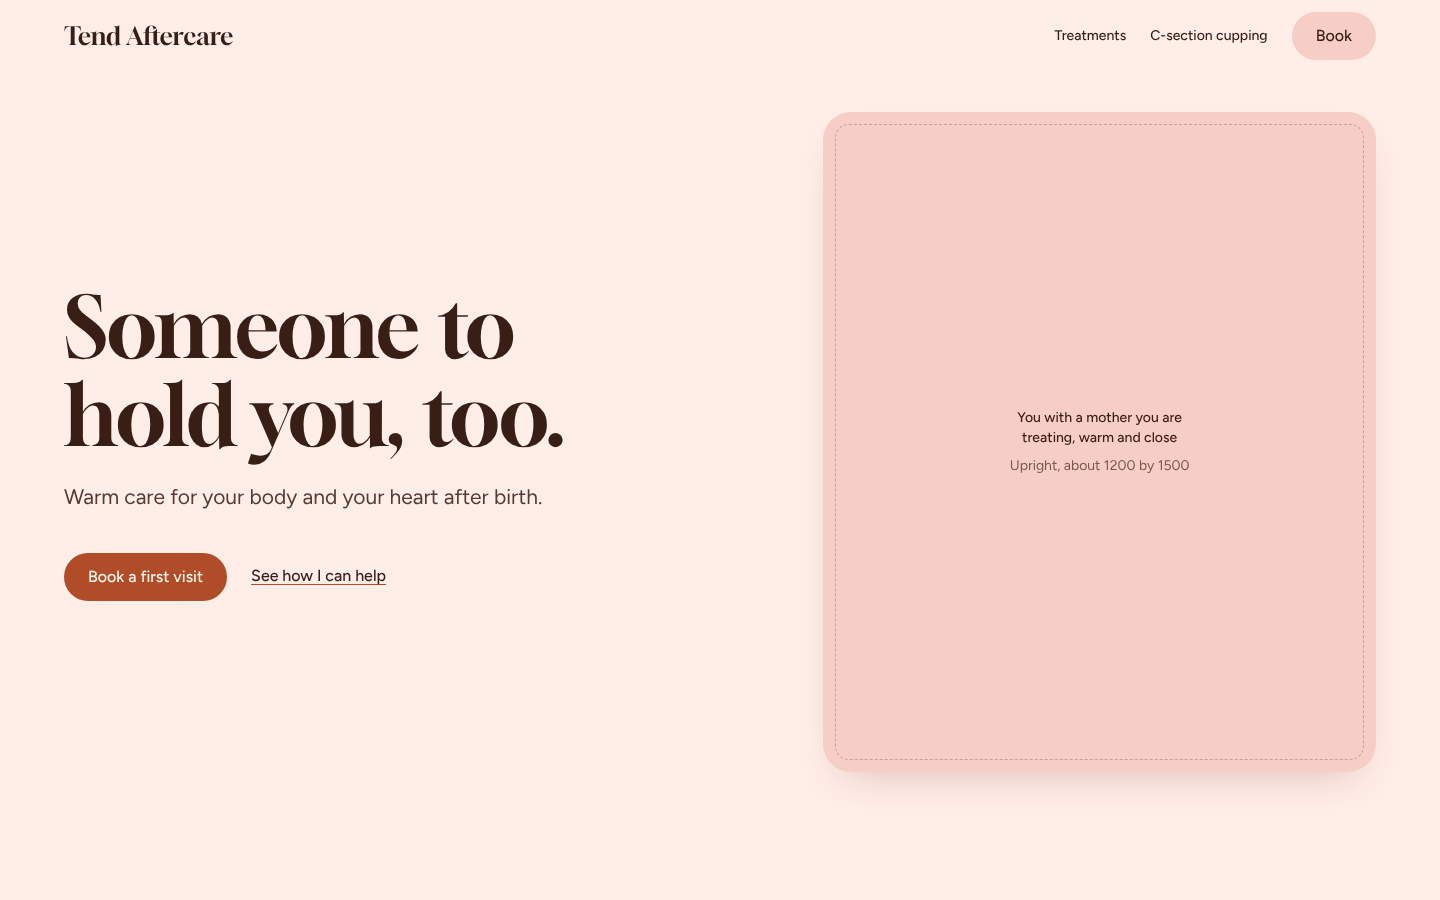 Tend Aftercare
Treatments
C-section cupping
Book
Someone to
hold you, too.
Warm care for your body and your heart after birth.
Book a first visit
See how I can help
You with a mother you are
treating, warm and close
Upright, about 1200 by 1500